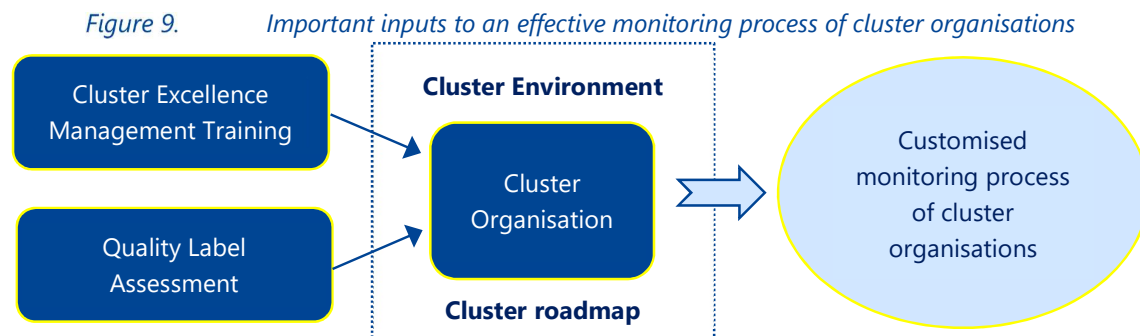 Figure 9. Important inputs to an effective monitoring process of cluster organisations
Cluster Excellence
Management Training
Quality Label
Assessment
Cluster Environment
Cluster
Organisation
Cluster roadmap
Customised
monitoring process
of cluster
organisations